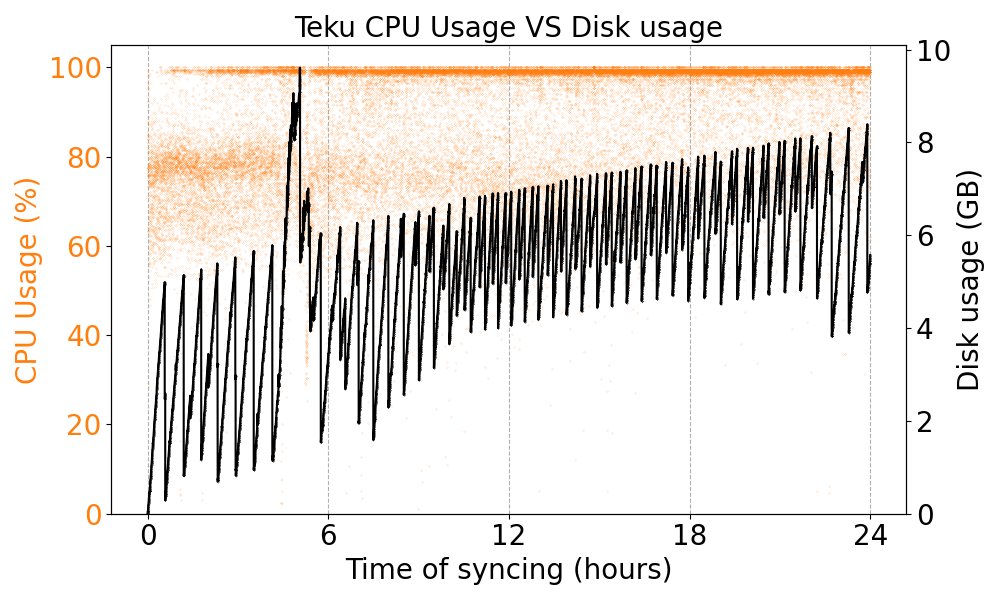 Teku CPU Usage VS Disk usage
100
80
60
40
20
0
CPU Usage (%)
10
8
6
4
2
0
Disk usage (GB)
0 6 12 18 24
Time of syncing (hours)